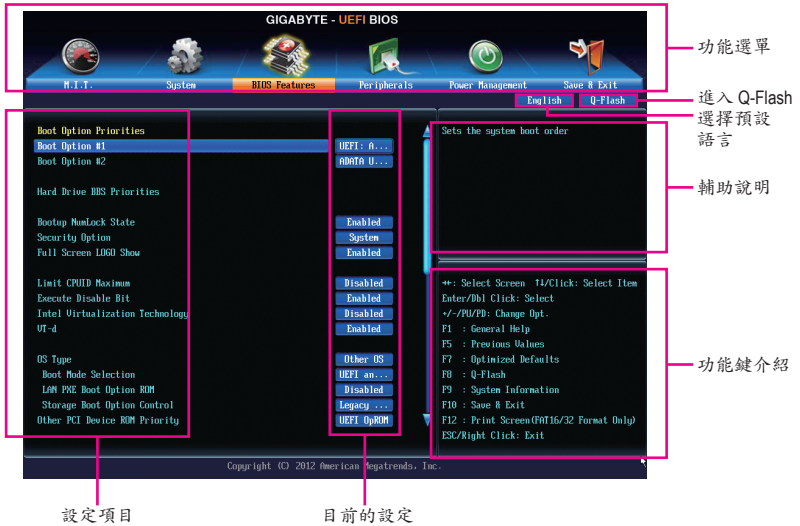 GIGABYTE - UEFI BIOS
M.I.T. System BIOS Features Peripherals Power Management Save & Exit
功能選單
English Q-Flash
進入 Q-Flash
選擇預設
語言
Boot Option Priorities
Boot Option #1 UEFI: A...
Boot Option #2 ADATA U...
Hard Drive BBS Priorities
Bootup NumLock State Enabled
Security Option System
Full Screen LOGO Show Enabled
Limit CPUID Maximum Disabled
Execute Disable Bit Enabled
Intel Virtualization Technology Disabled
VT-d Enabled
OS Type Other OS
Boot Mode Selection UEFI an...
LAN PXE Boot Option ROM Disabled
Storage Boot Option Control Legacy ...
Other PCI Device ROM Priority UEFI OpROM
Sets the system boot order
輔助說明
→←: Select Screen ↑↓/Click: Select Item
Enter/Dbl Click: Select
+/-/PU/PD: Change Opt.
F1 : General Help
F5 : Previous Values
F7 : Optimized Defaults
F8 : Q-Flash
F9 : System Information
F10 : Save & Exit
F12 : Print Screen(FAT16/32 Format Only)
ESC/Right Click: Exit
功能鍵介紹
Copyright (C) 2012 American Megatrends, Inc.
設定項目
目前的設定